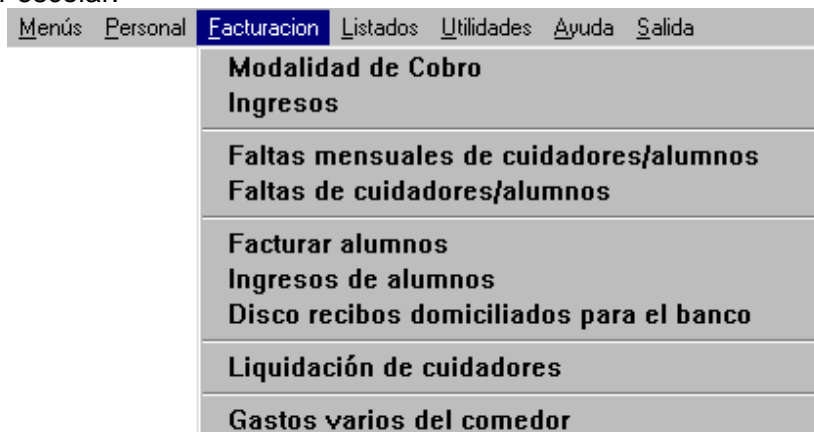 escolar.
Menús Personal Facturacion Listados Utilidades Ayuda Salida
Modalidad de Cobro
Ingresos
Faltas mensuales de cuidadores/alumnos
Faltas de cuidadores/alumnos
Facturar alumnos
Ingresos de alumnos
Disco recibos domiciliados para el banco
Liquidación de cuidadores
Gastos varios del comedor